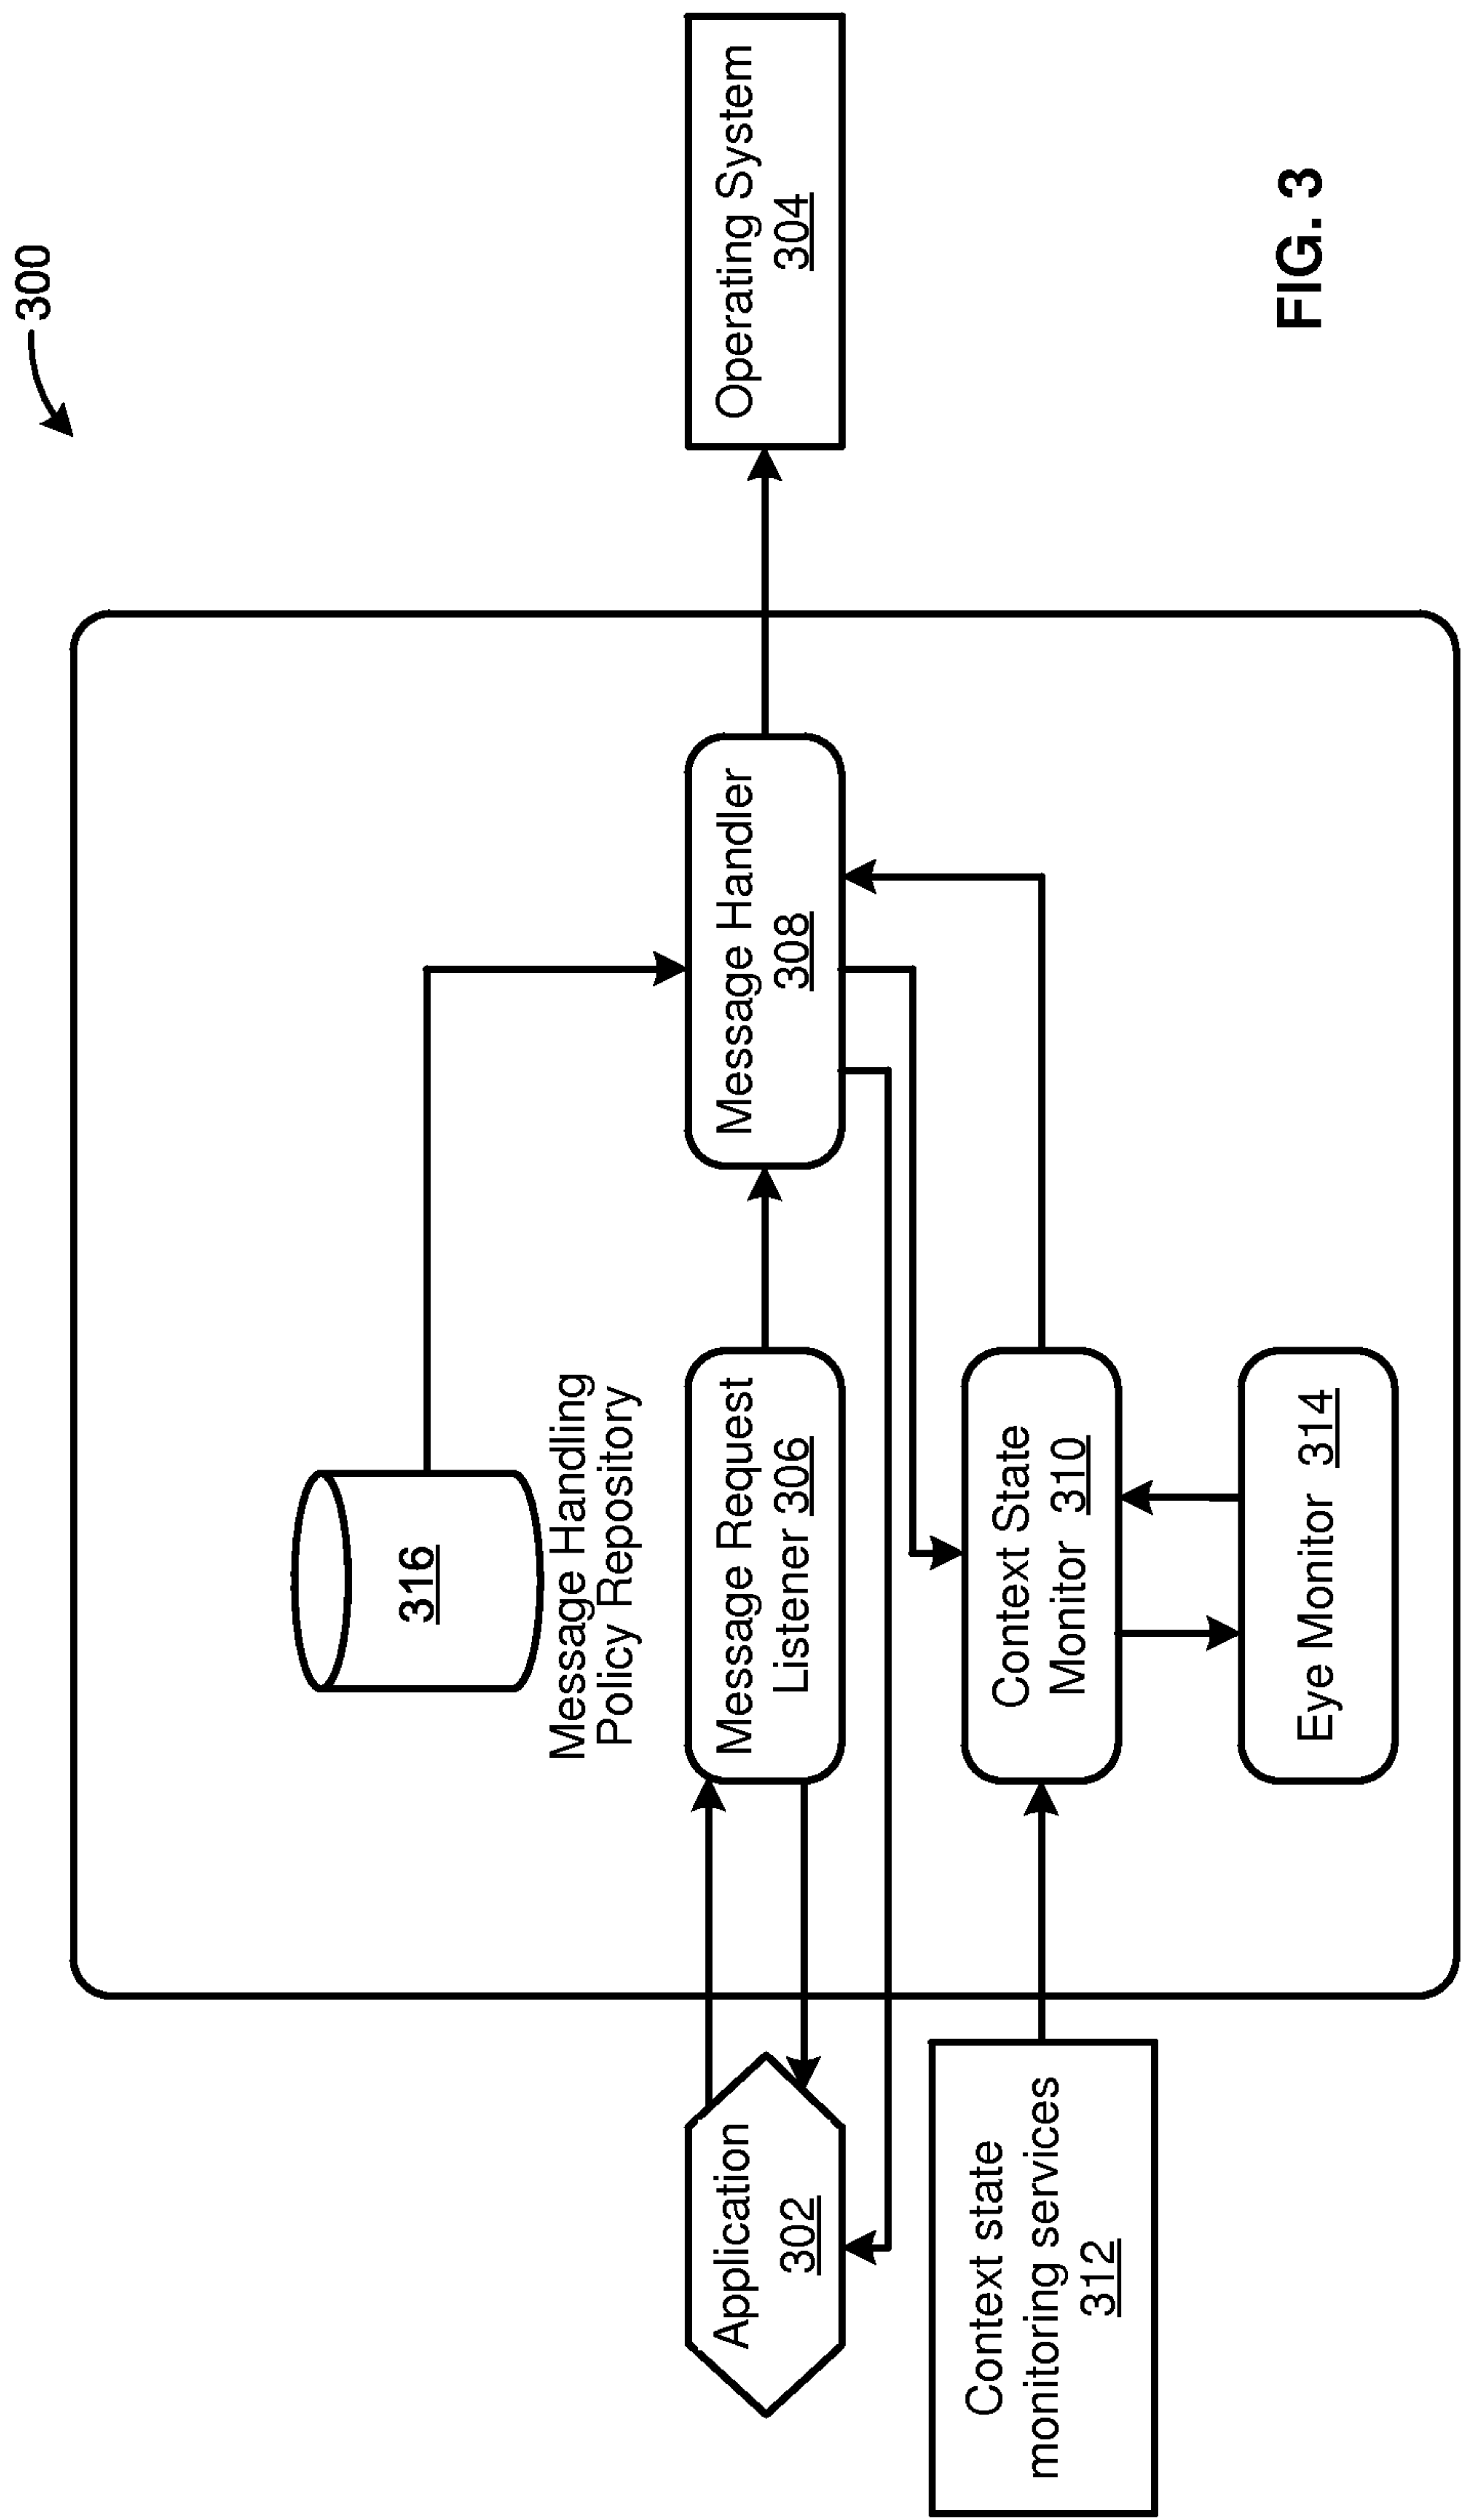 300
316
Message Handling
Policy Repository
Application
302
Message Request
Listener 306
Message Handler
308
Operating System
304
Context state
monitoring services
312
Context State
Monitor 310
Eye Monitor 314
FIG. 3